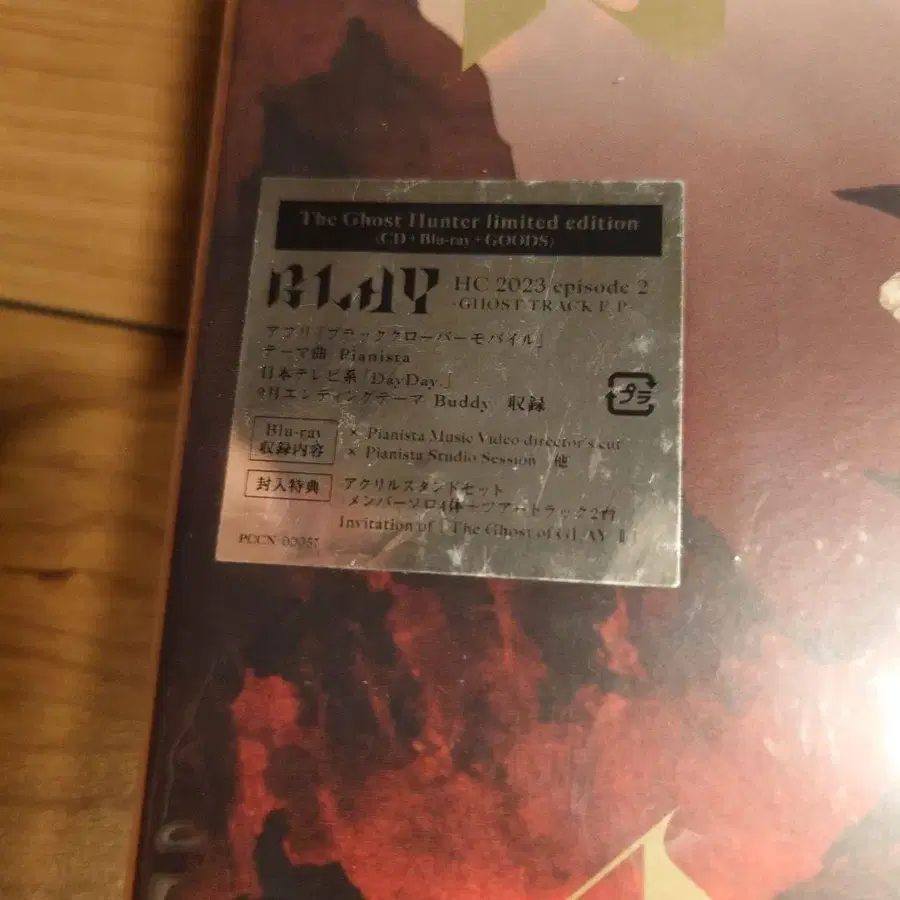 The Ghost Hunter limited edition
(CD+Blu-ray+GOODS)
GLAY HC 2023 episode 2
-GHOST TRACK E.P-
アプリ「ブラッククローバーモバイル」
テーマ曲 Pianista
日本テレビ系「DayDay.」
9月エンディングテーマ Buddy 収録
プラ
Blu-ray
収録内容
× Pianista Music Video director's cut
× Pianista Studio Session 他
封入特典
アクリルスタンドセット
(メンバーソロ4体+ツアートラック2台)
Invitation of 「The Ghost of GLAY Ⅱ」